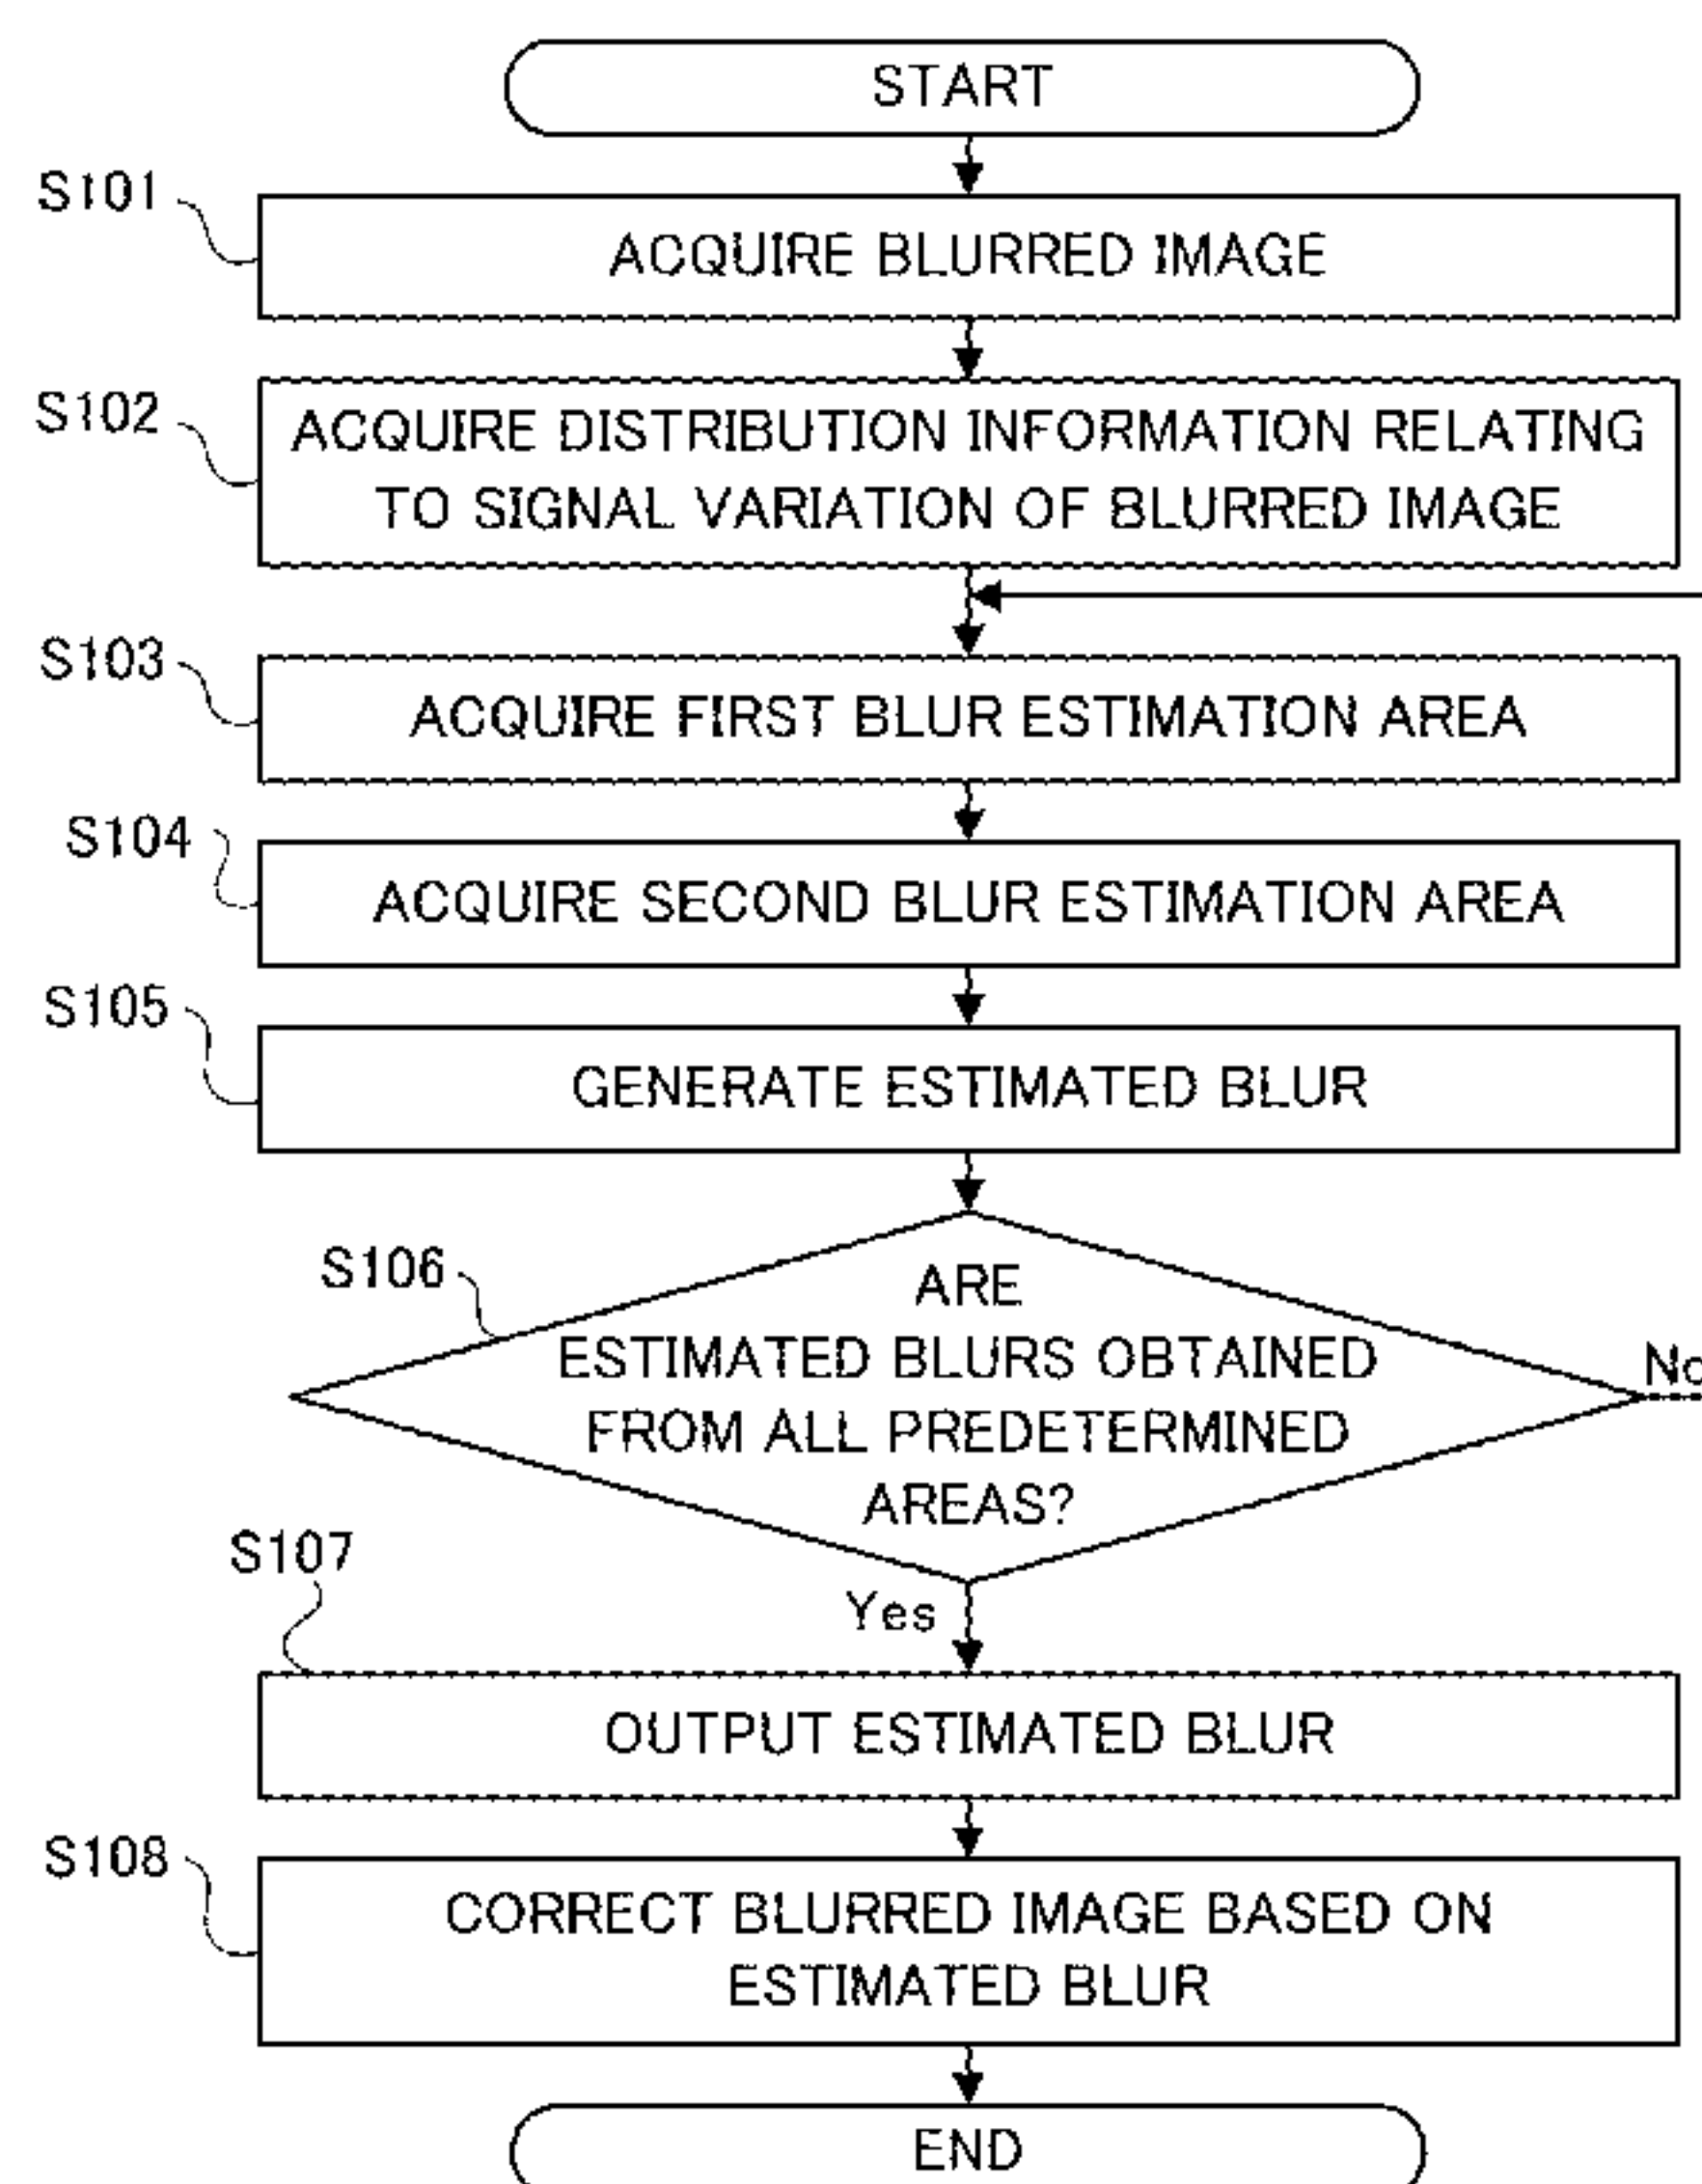 START
S101
ACQUIRE BLURRED IMAGE
S102
ACQUIRE DISTRIBUTION INFORMATION RELATING
TO SIGNAL VARIATION OF BLURRED IMAGE
S103
ACQUIRE FIRST BLUR ESTIMATION AREA
S104
ACQUIRE SECOND BLUR ESTIMATION AREA
S105
GENERATE ESTIMATED BLUR
S106
ARE
ESTIMATED BLURS OBTAINED
FROM ALL PREDETERMINED
AREAS?
No
Yes
S107
OUTPUT ESTIMATED BLUR
S108
CORRECT BLURRED IMAGE BASED ON
ESTIMATED BLUR
END